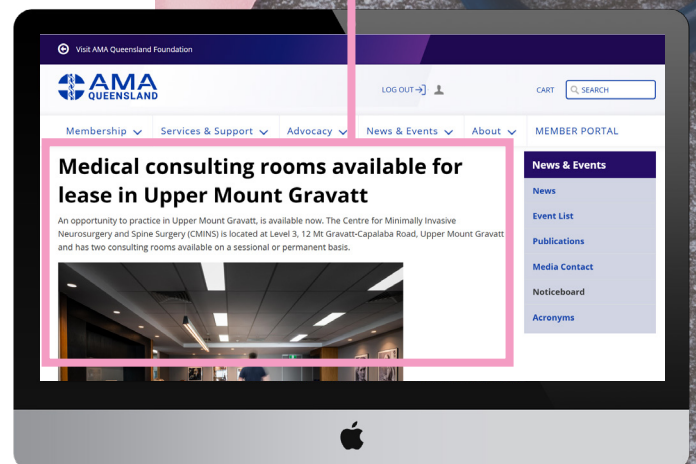 Visit AMA Queensland Foundation
AMA
QUEENSLAND
LOG OUT
CART
SEARCH
Membership Services & Support Advocacy News & Events About MEMBER PORTAL
Medical consulting rooms available for
lease in Upper Mount Gravatt
An opportunity to practice in Upper Mount Gravatt, is available now. The Centre for Minimally Invasive
Neurosurgery and Spine Surgery (CMINS) is located at Level 3, 12 Mt Gravatt-Capalaba Road, Upper Mount Gravatt
and has two consulting rooms available on a sessional or permanent basis.
News & Events
News
Event List
Publications
Media Contact
Noticeboard
Acronyms